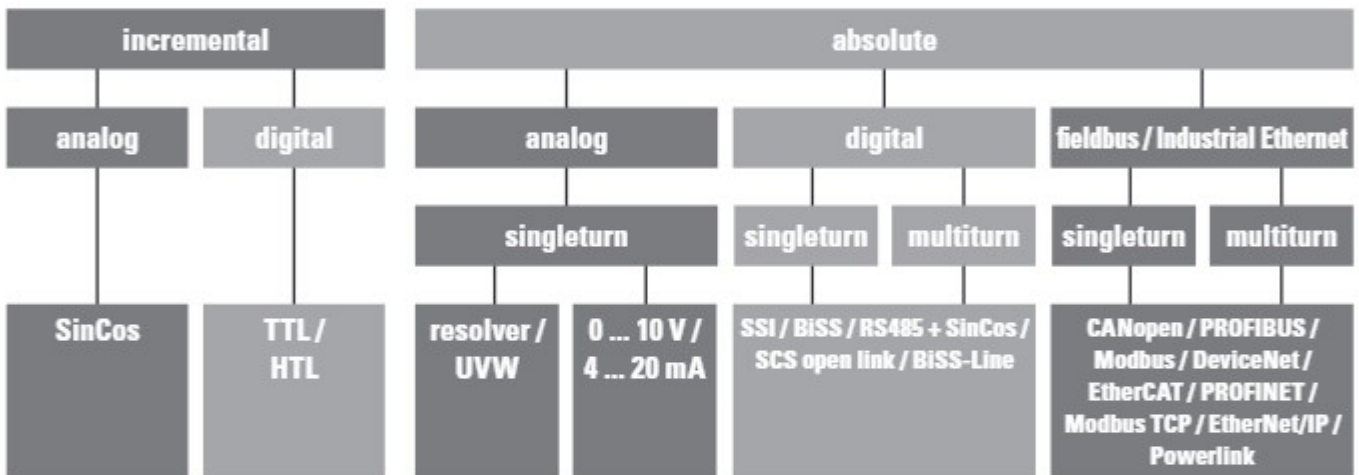 incremental
absolute
analog
digital
analog
digital
fieldbus / Industrial Ethernet
singleturn
singleturn
multiturn
singleturn
multiturn
SinCos
TTL /
HTL
resolver /
UVW
0 ... 10 V /
4 ... 20 mA
SSI / BiSS / RS485 + SinCos /
SCS open link / BiSS-Line
CANopen / PROFIBUS /
Modbus / DeviceNet /
EtherCAT / PROFINET /
Modbus TCP / EtherNet/IP /
Powerlink